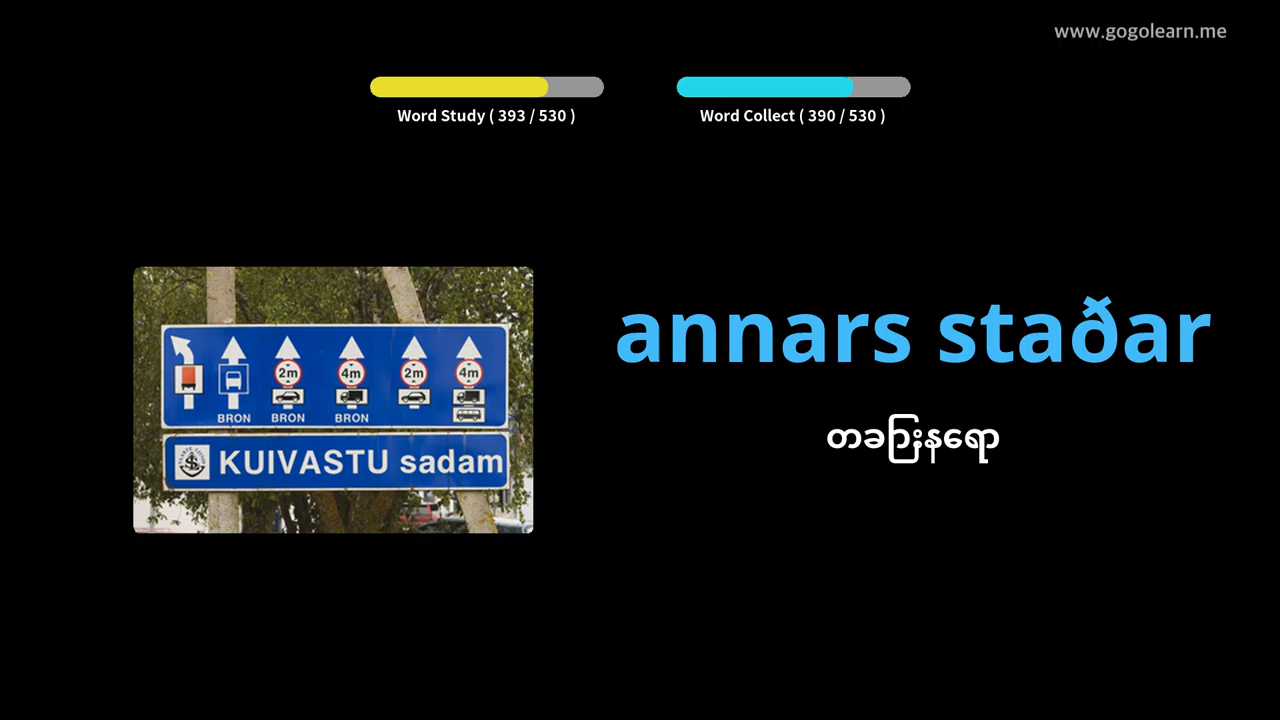 www.gogolearn.me
Word Study ( 393 / 530 )
Word Collect ( 390 / 530 )
annars staðar
တခြားနေရာ
2m
4m
2m
4m
BRON
BRON
BRON
KUIVASTU sadam